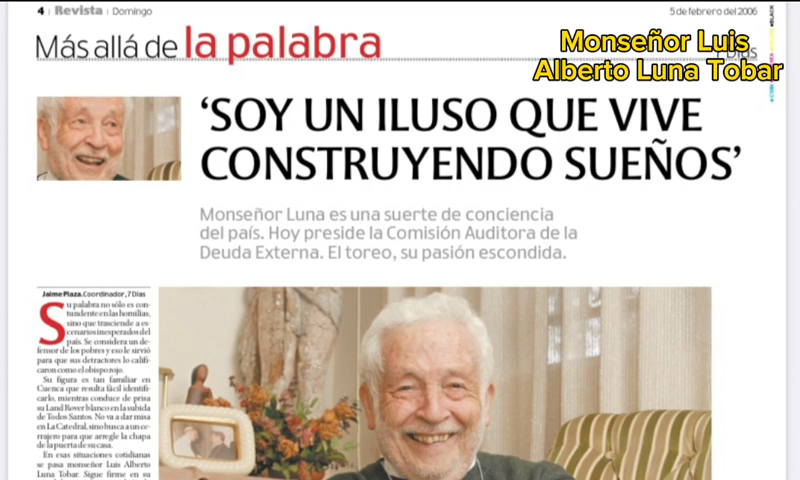 4 | Revista | Domingo
5 de febrero del 2006
Más allá de la palabra
7 Días
Monseñor Luis
Alberto Luna Tobar
‘SOY UN ILUSO QUE VIVE
CONSTRUYENDO SUEÑOS’
Monseñor Luna es una suerte de conciencia
del país. Hoy preside la Comisión Auditora de la
Deuda Externa. El toreo, su pasión escondida.
Jaime Plaza. Coordinador, 7 Días
Su palabra no sólo es con-
tundente en las homilías,
sino que trasciende a es-
cenarios inesperados del
país. Se considera un de-
fensor de los pobres y eso le sirvió
para que sus detractores lo califi-
caron como el obispo rojo.
Su figura es tan familiar en
Cuenca que resulta fácil identifi-
carlo, mientras conduce de prisa
su Land Rover blanco en la subida
de Todos Santos. No va a dar misa
en La Catedral, sino busca a un ce-
rrajero para que arregle la chapa
de la puerta de su casa.
En esas situaciones cotidianas
se pasa monseñor Luis Alberto
Luna Tobar. Sigue firme en su